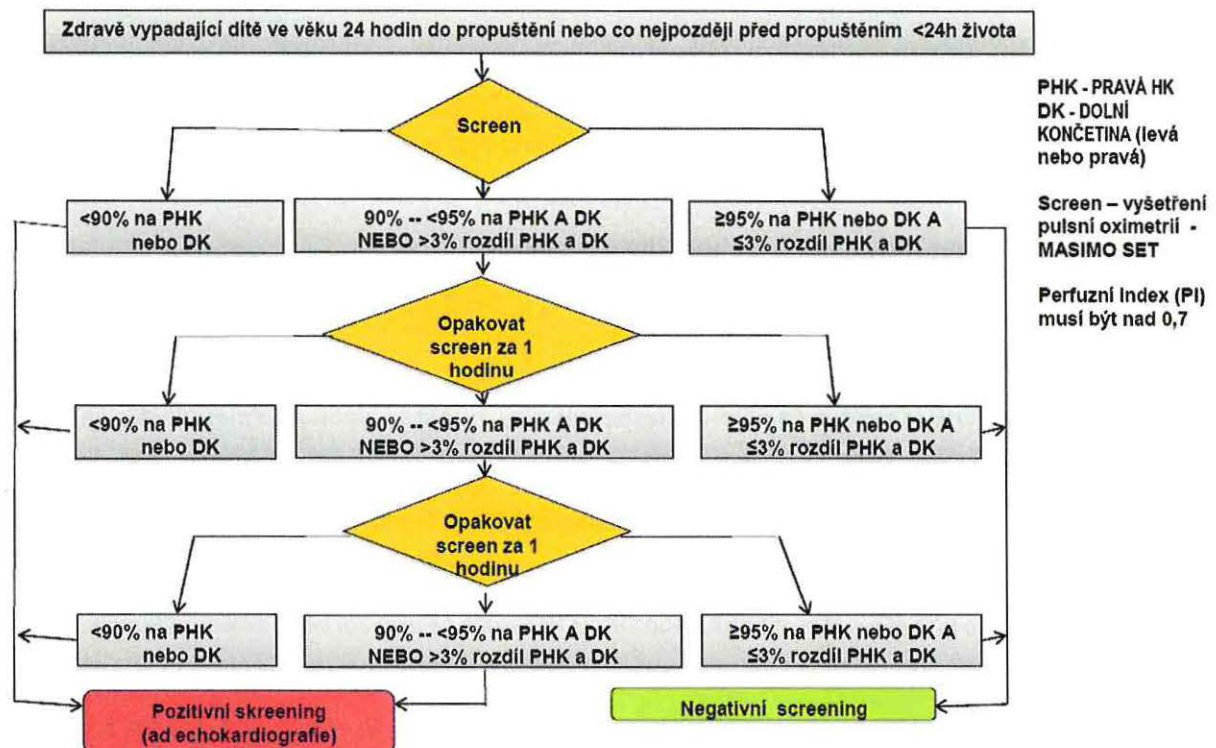 Zdravě vypadající dítě ve věku 24 hodin do propuštění nebo co nejpozději před propuštěním <24h života
Screen
<90% na PHK
nebo DK
90% -- <95% na PHK A DK
NEBO >3% rozdíl PHK a DK
≥95% na PHK nebo DK A
≤3% rozdíl PHK a DK
Opakovat
screen za 1
hodinu
<90% na PHK
nebo DK
90% -- <95% na PHK A DK
NEBO >3% rozdíl PHK a DK
≥95% na PHK nebo DK A
≤3% rozdíl PHK a DK
Opakovat
screen za 1
hodinu
<90% na PHK
nebo DK
90% -- <95% na PHK A DK
NEBO >3% rozdíl PHK a DK
≥95% na PHK nebo DK A
≤3% rozdíl PHK a DK
Pozitivní skreening
(ad echokardiografie)
Negativní screening
PHK - PRAVÁ HK
DK - DOLNÍ
KONČETINA (levá
nebo pravá)
Screen – vyšetření
pulsní oximetrií -
MASIMO SET
Perfuzní index (PI)
musí být nad 0,7